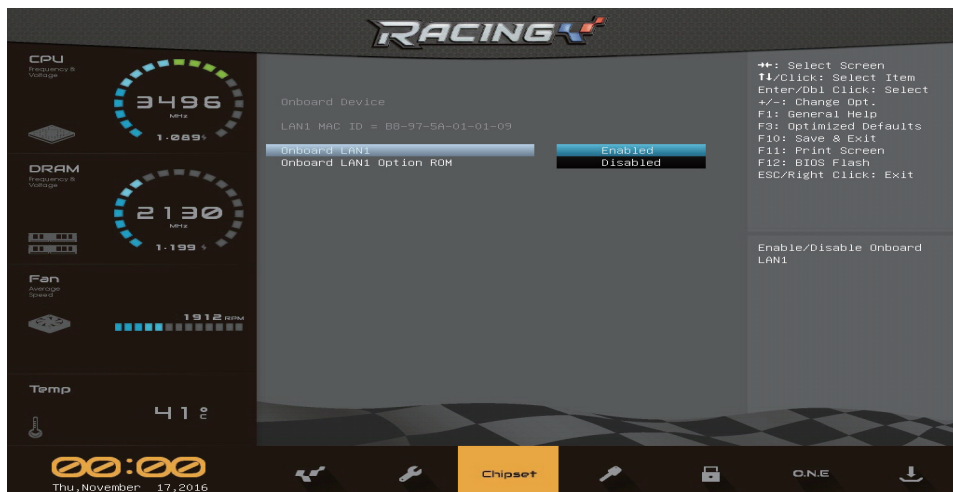 RACING
CPU
Frequency &
Voltage
3496
MHz
1.089
DRAM
Frequency &
Voltage
2130
MHz
1.199
Fan
Average
Speed
1912 RPM
Temp
41 °C
Onboard Device
LAN1 MAC ID = B8-97-5A-01-01-09
Onboard LAN1 Enabled
Onboard LAN1 Option ROM Disabled
→←: Select Screen
↑↓/Click: Select Item
Enter/Dbl Click: Select
+/-: Change Opt.
F1: General Help
F3: Optimized Defaults
F10: Save & Exit
F11: Print Screen
F12: BIOS Flash
ESC/Right Click: Exit
Enable/Disable Onboard
LAN1
00:00
Thu,November 17,2016
Chipset
O.N.E